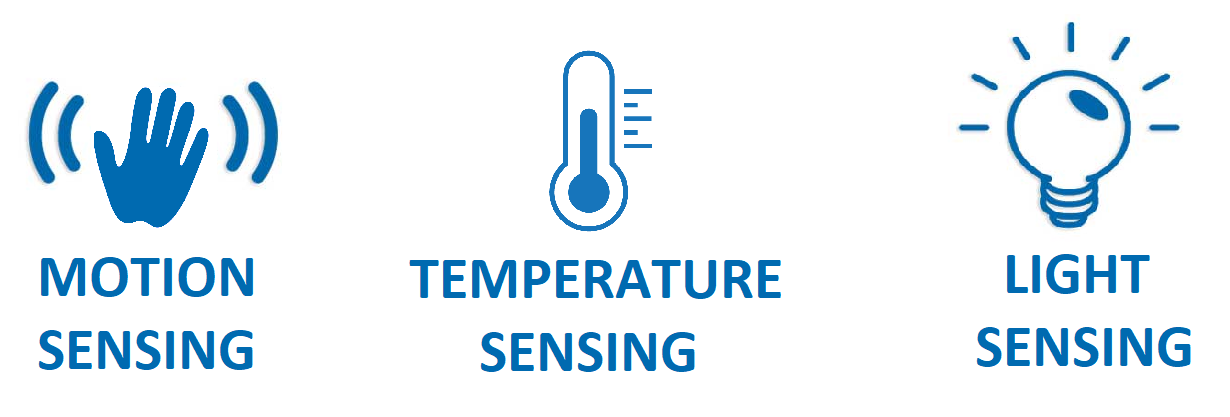 MOTION
SENSING
TEMPERATURE
SENSING
LIGHT
SENSING